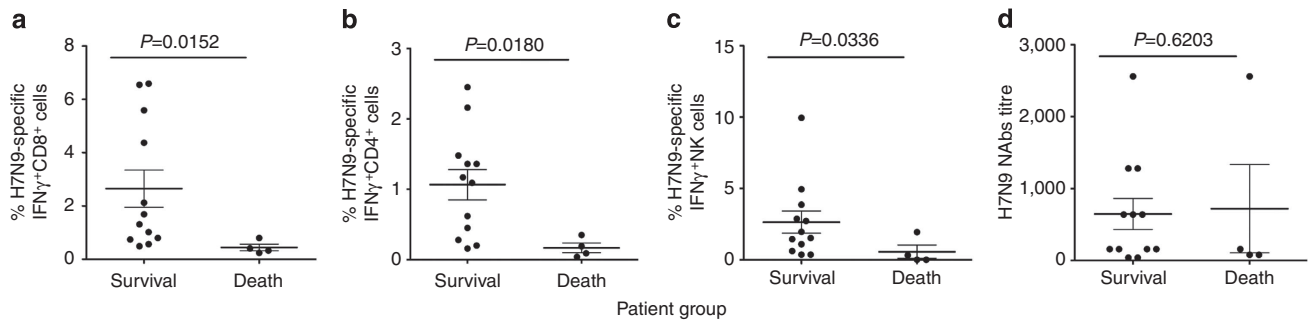 a
P=0.0152
% H7N9-specific
IFNγ⁺CD8⁺ cells
8
6
4
2
0
Survival Death
b
P=0.0180
% H7N9-specific
IFNγ⁺CD4⁺ cells
3
2
1
0
Survival Death
c
P=0.0336
% H7N9-specific
IFNγ⁺NK cells
15
10
5
0
Survival Death
d
P=0.6203
H7N9 NAbs titre
3,000
2,000
1,000
0
Survival Death
Patient group